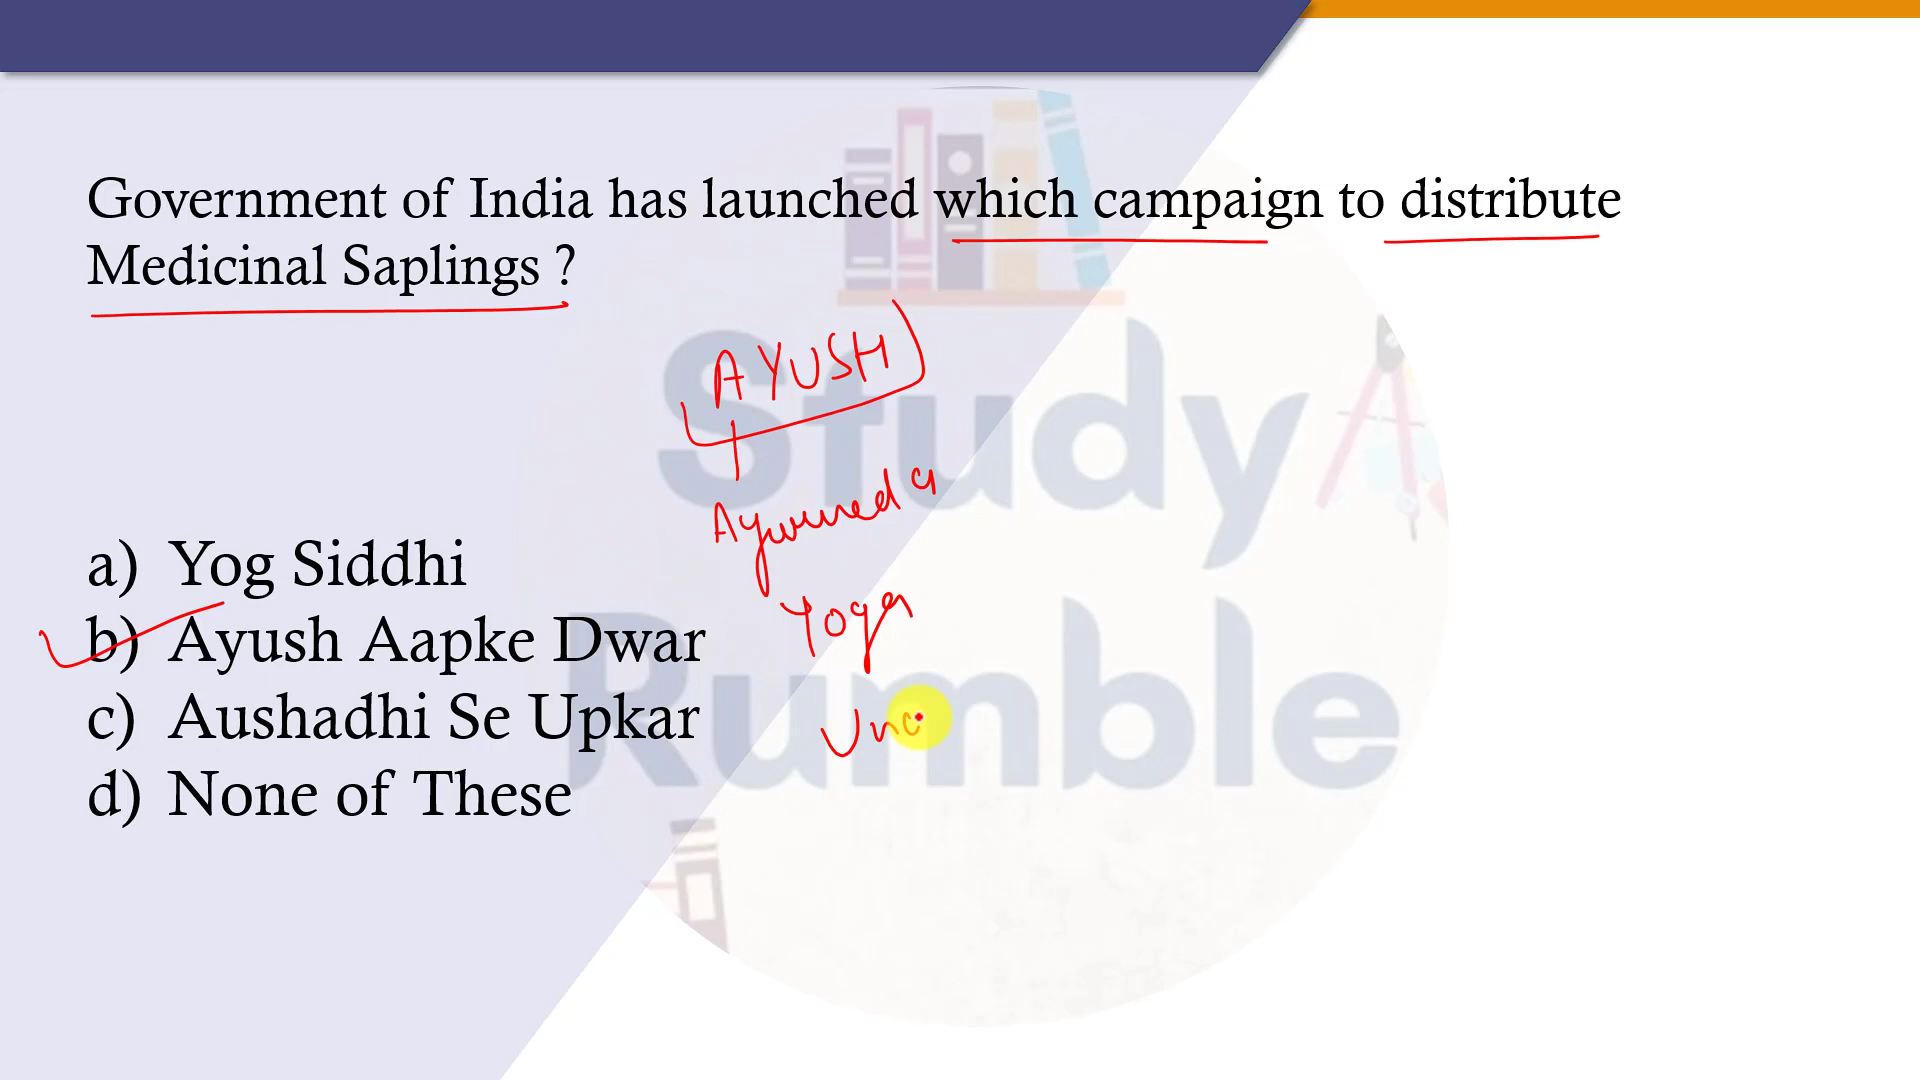 Government of India has launched which campaign to distribute
Medicinal Saplings ?
AYUSH
Ayurveda
Yoga
a) Yog Siddhi
b) Ayush Aapke Dwar
c) Aushadhi Se Upkar
d) None of These
Study
Rumble